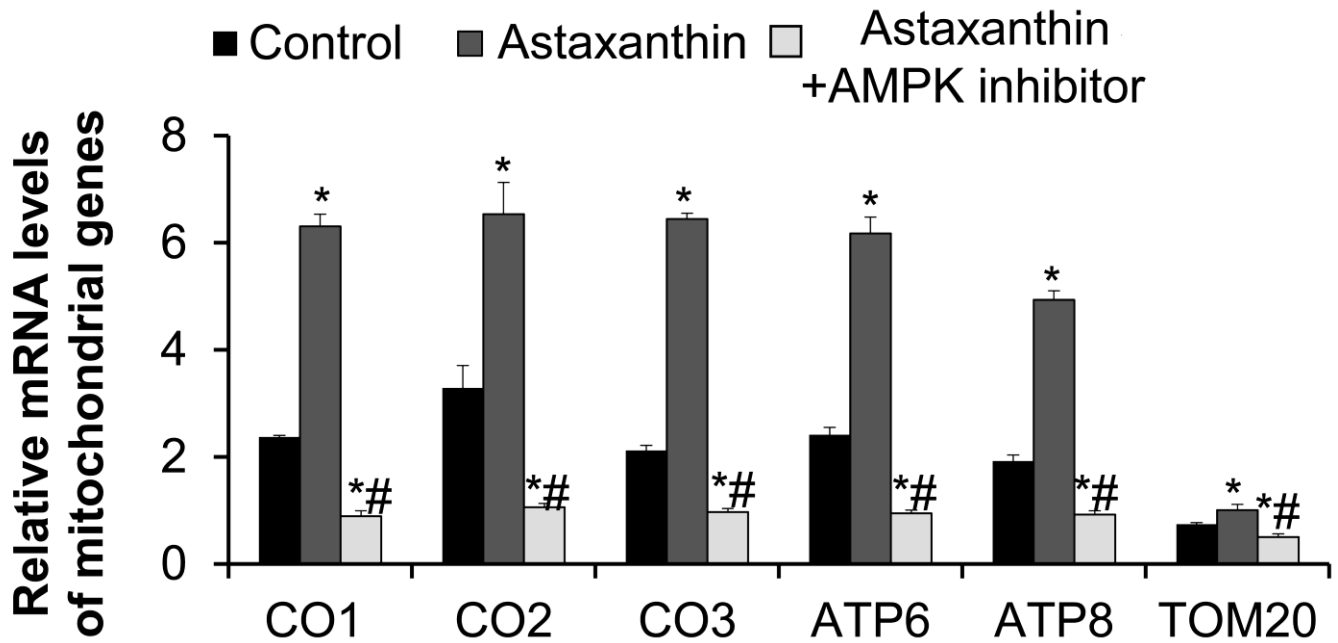 Control Astaxanthin Astaxanthin
+AMPK inhibitor
Relative mRNA levels
of mitochondrial genes
8
6
4
2
0
* * * * * *
*# *# *# *# *# *#
CO1 CO2 CO3 ATP6 ATP8 TOM20